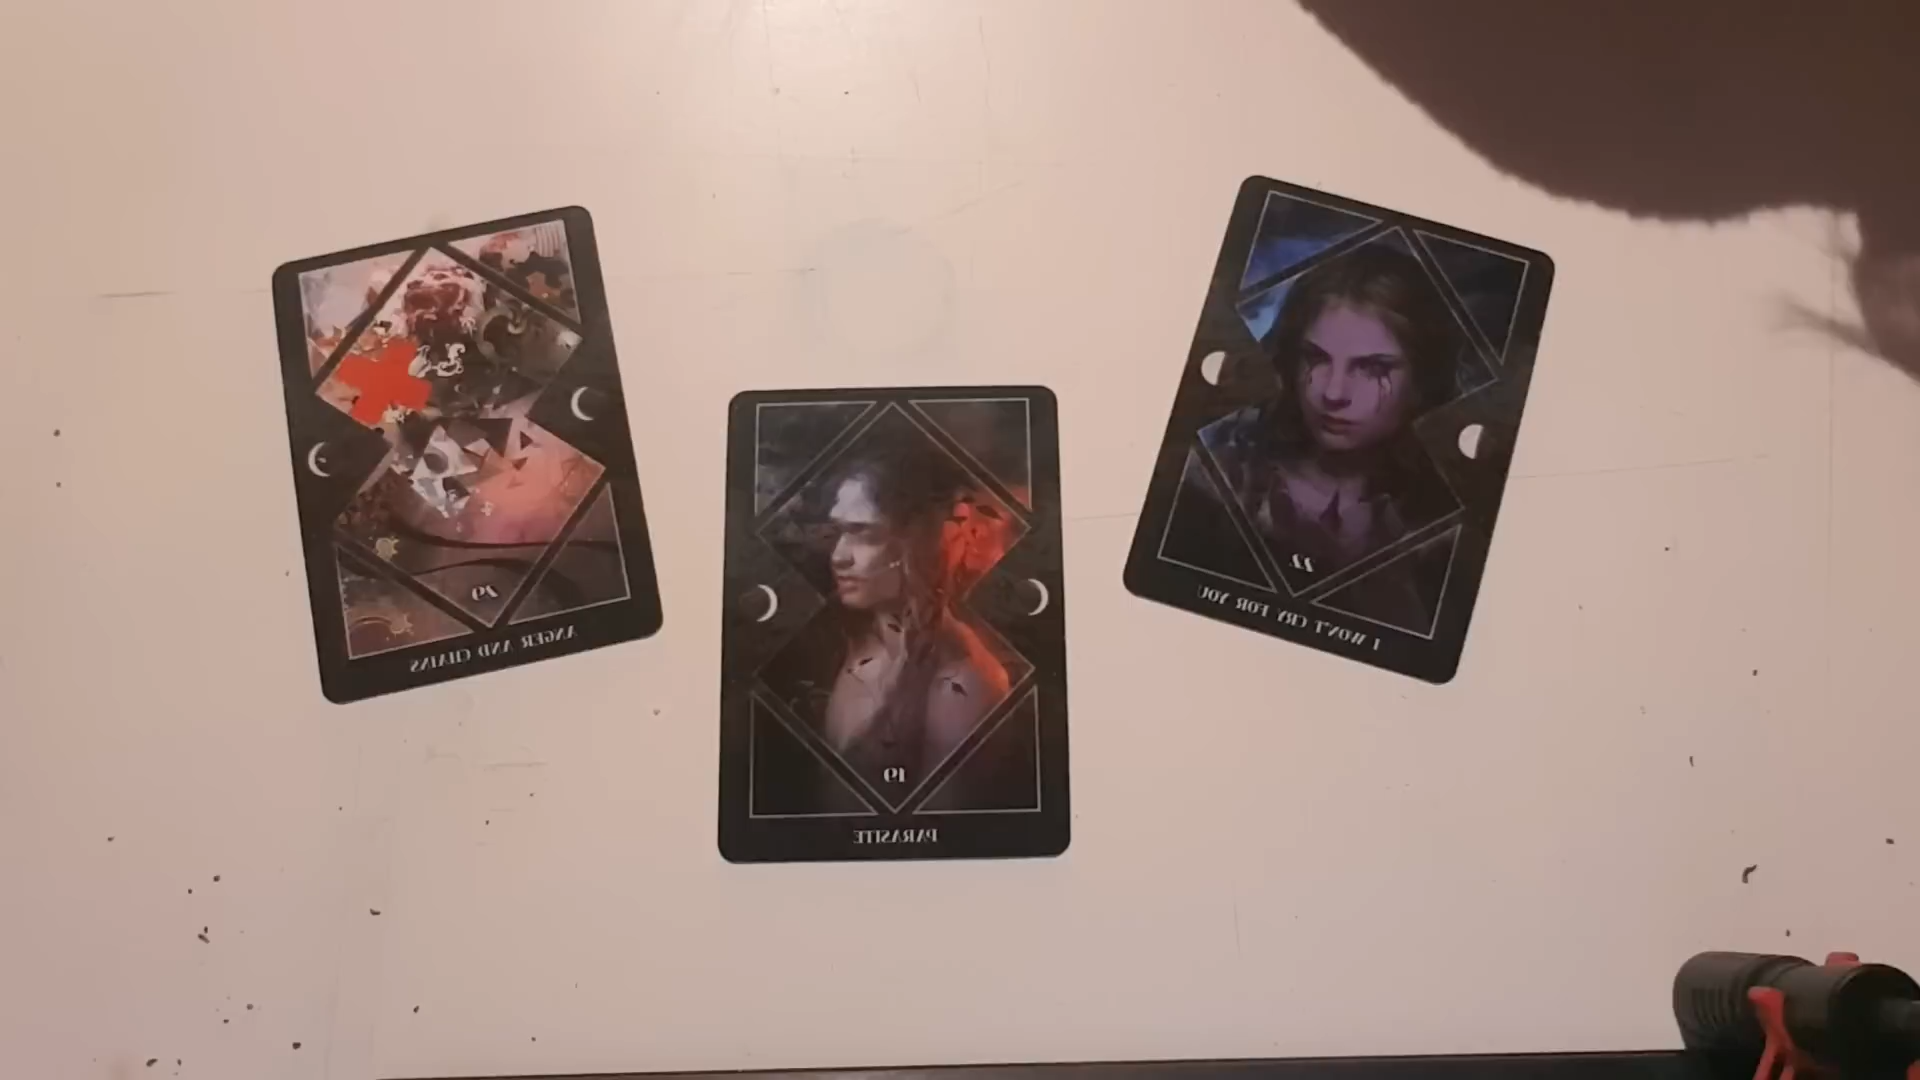 29
ANGER AND CHAINS
19
PARASITE
22
I WON'T CRY FOR YOU